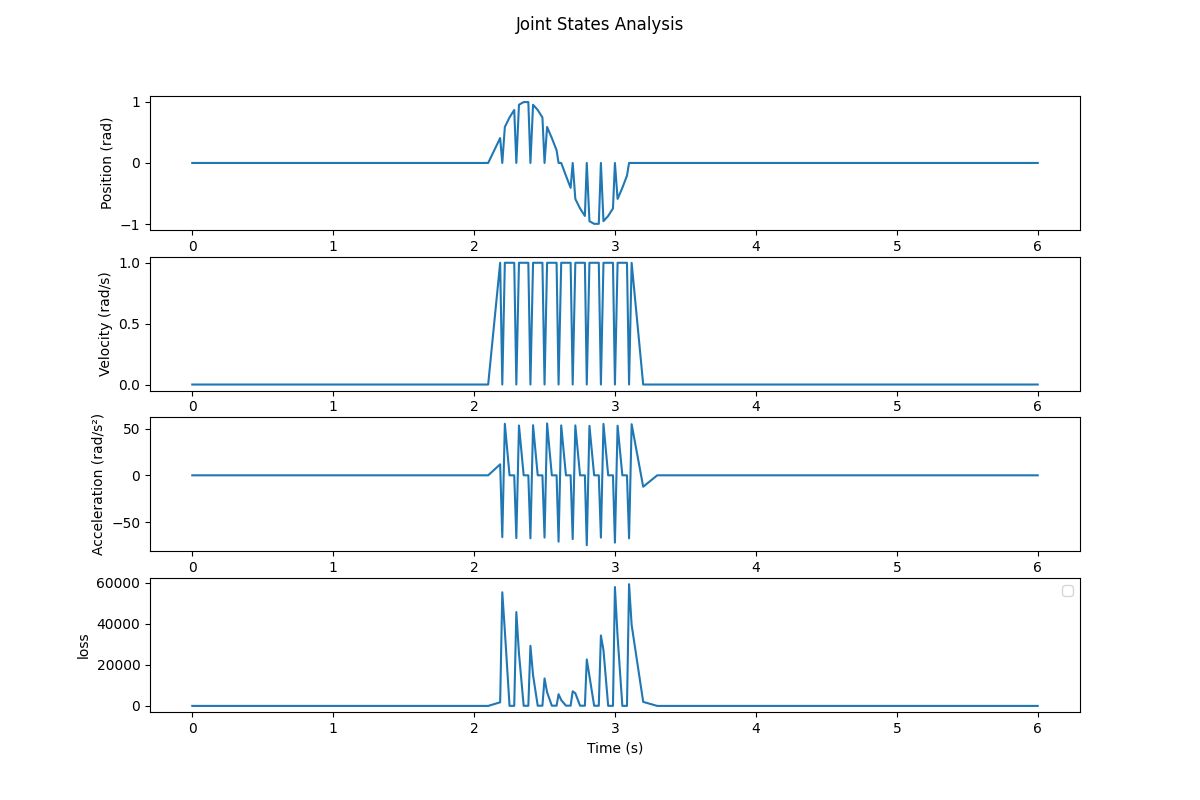 Joint States Analysis
Position (rad)
1
0
−1
0 1 2 3 4 5 6
Velocity (rad/s)
1.0
0.5
0.0
0 1 2 3 4 5 6
Acceleration (rad/s²)
50
0
−50
0 1 2 3 4 5 6
loss
60000
40000
20000
0
0 1 2 3 4 5 6
Time (s)